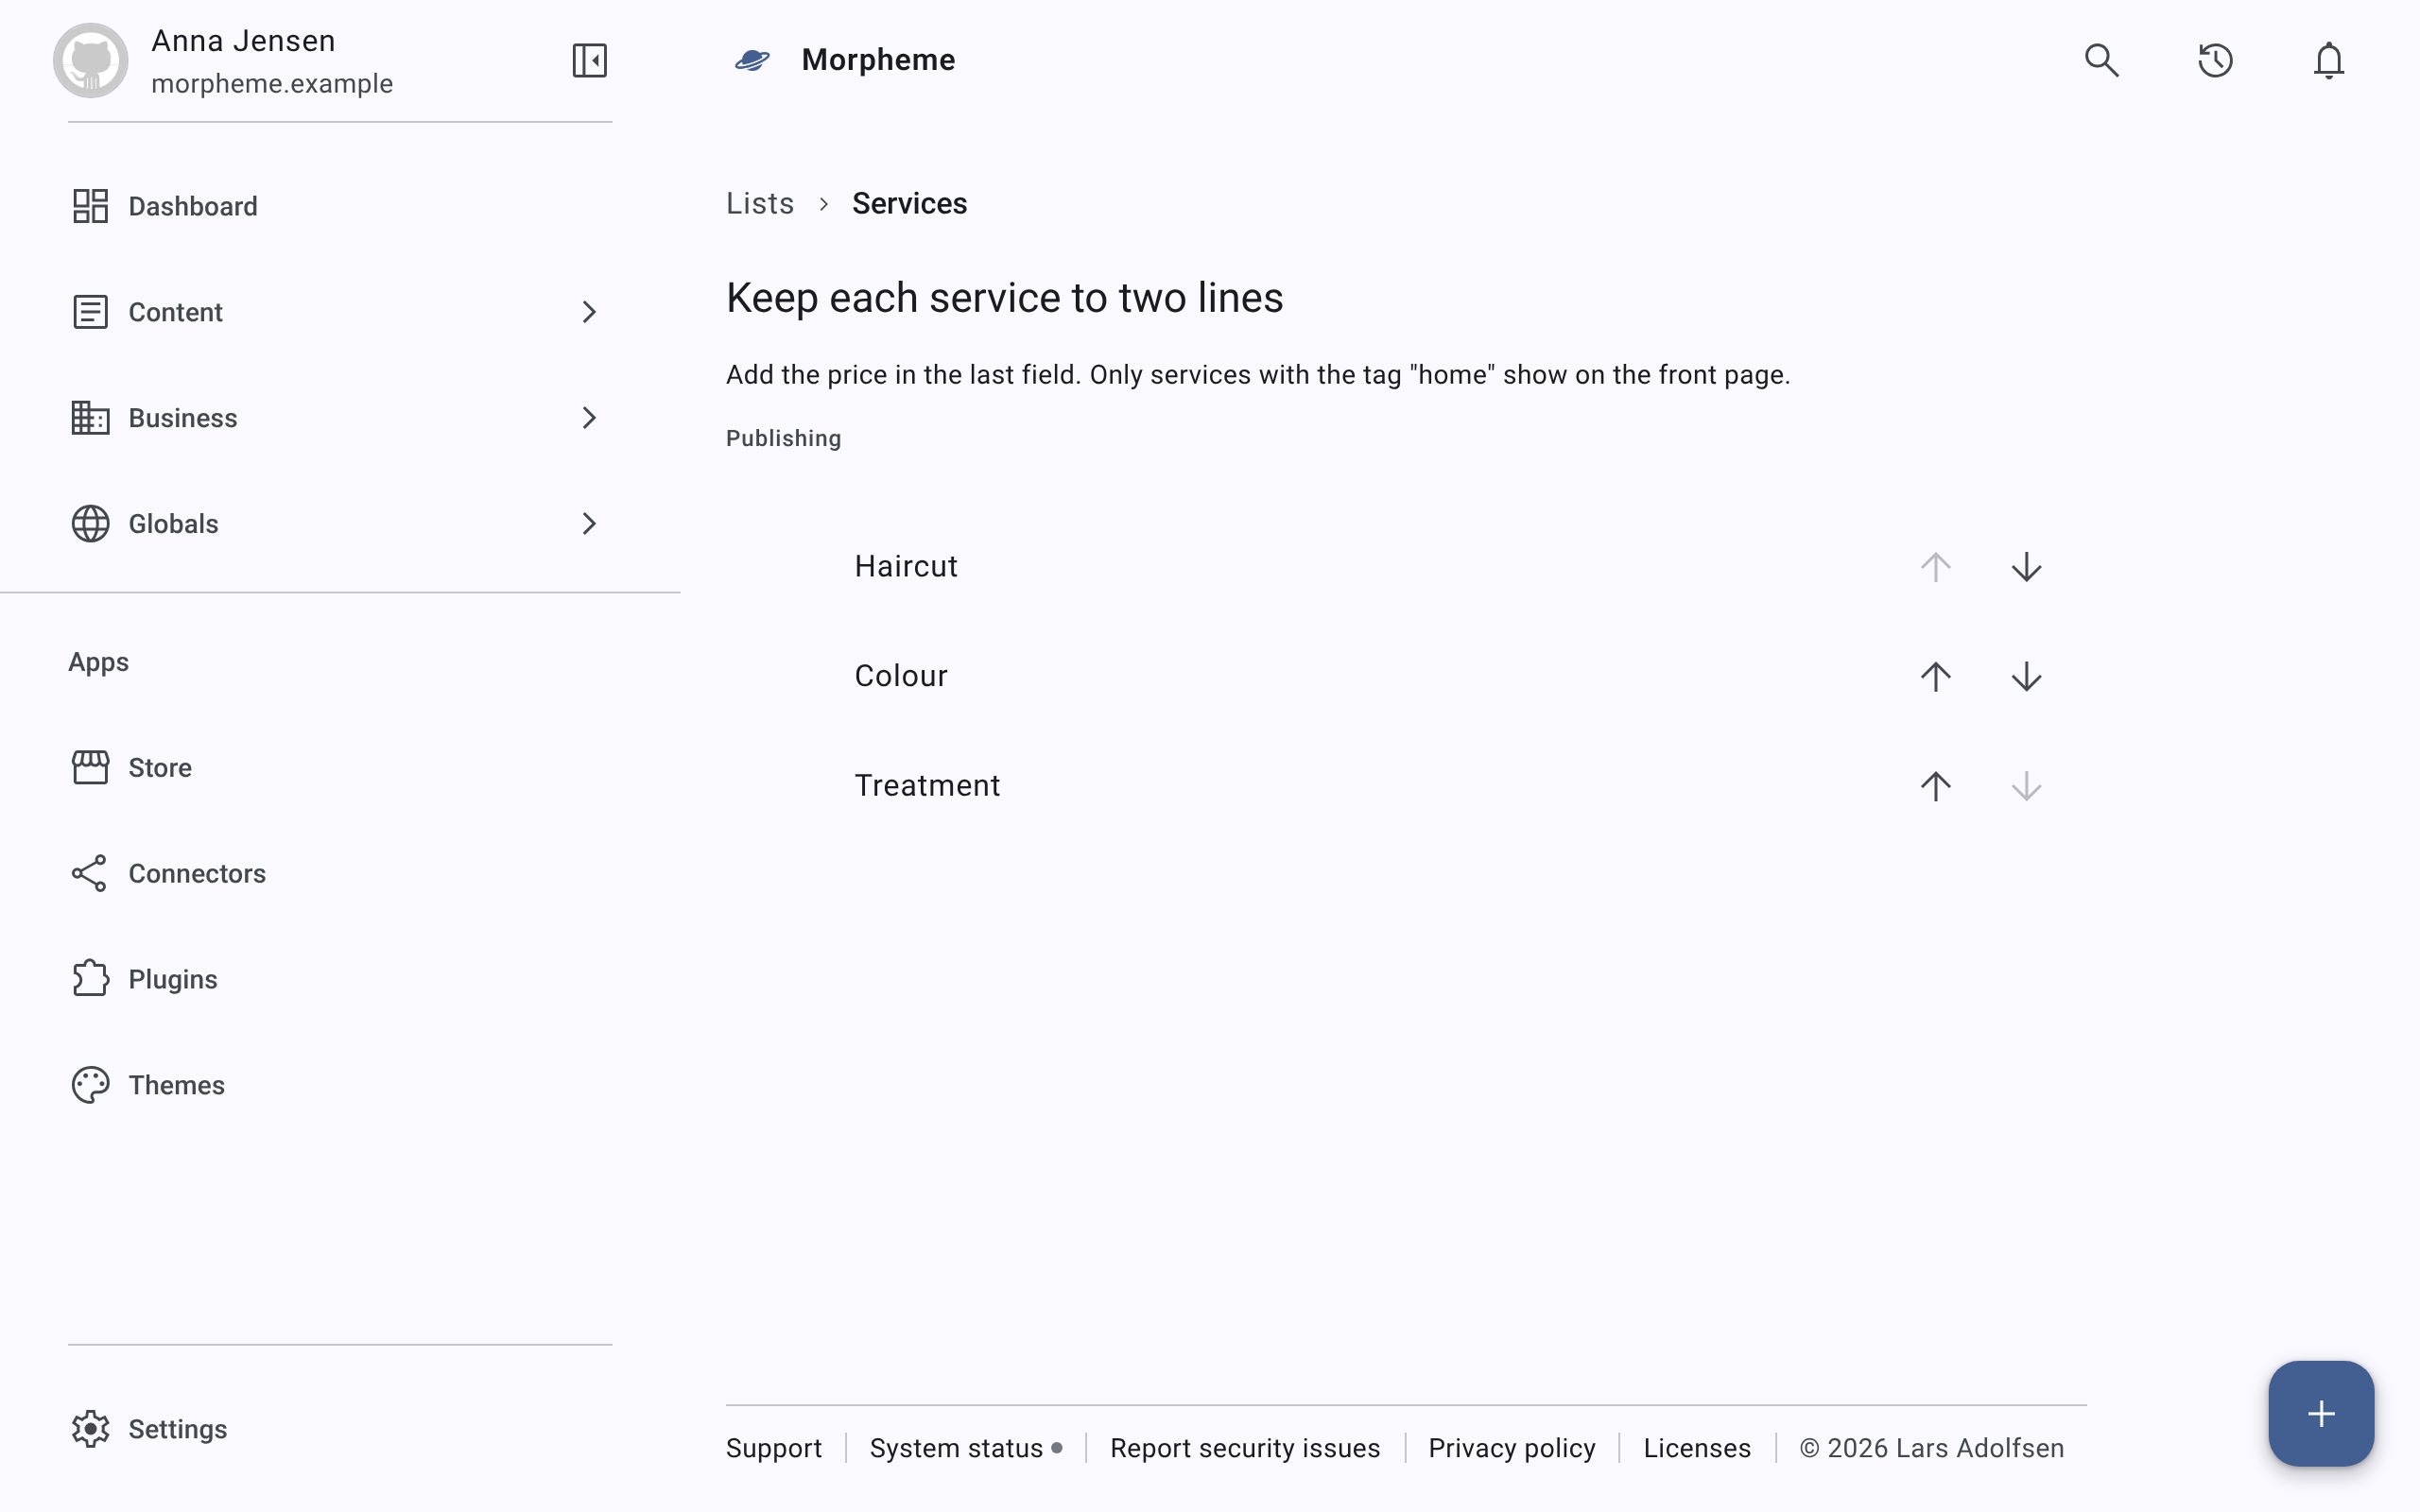 Anna Jensen
morpheme.example
Morpheme
Dashboard
Content
Business
Globals
Apps
Store
Connectors
Plugins
Themes
Settings
Lists
Services
Keep each service to two lines
Add the price in the last field. Only services with the tag "home" show on the front page.
Publishing
Haircut
Colour
Treatment
Support
System status
Report security issues
Privacy policy
Licenses
© 2026 Lars Adolfsen